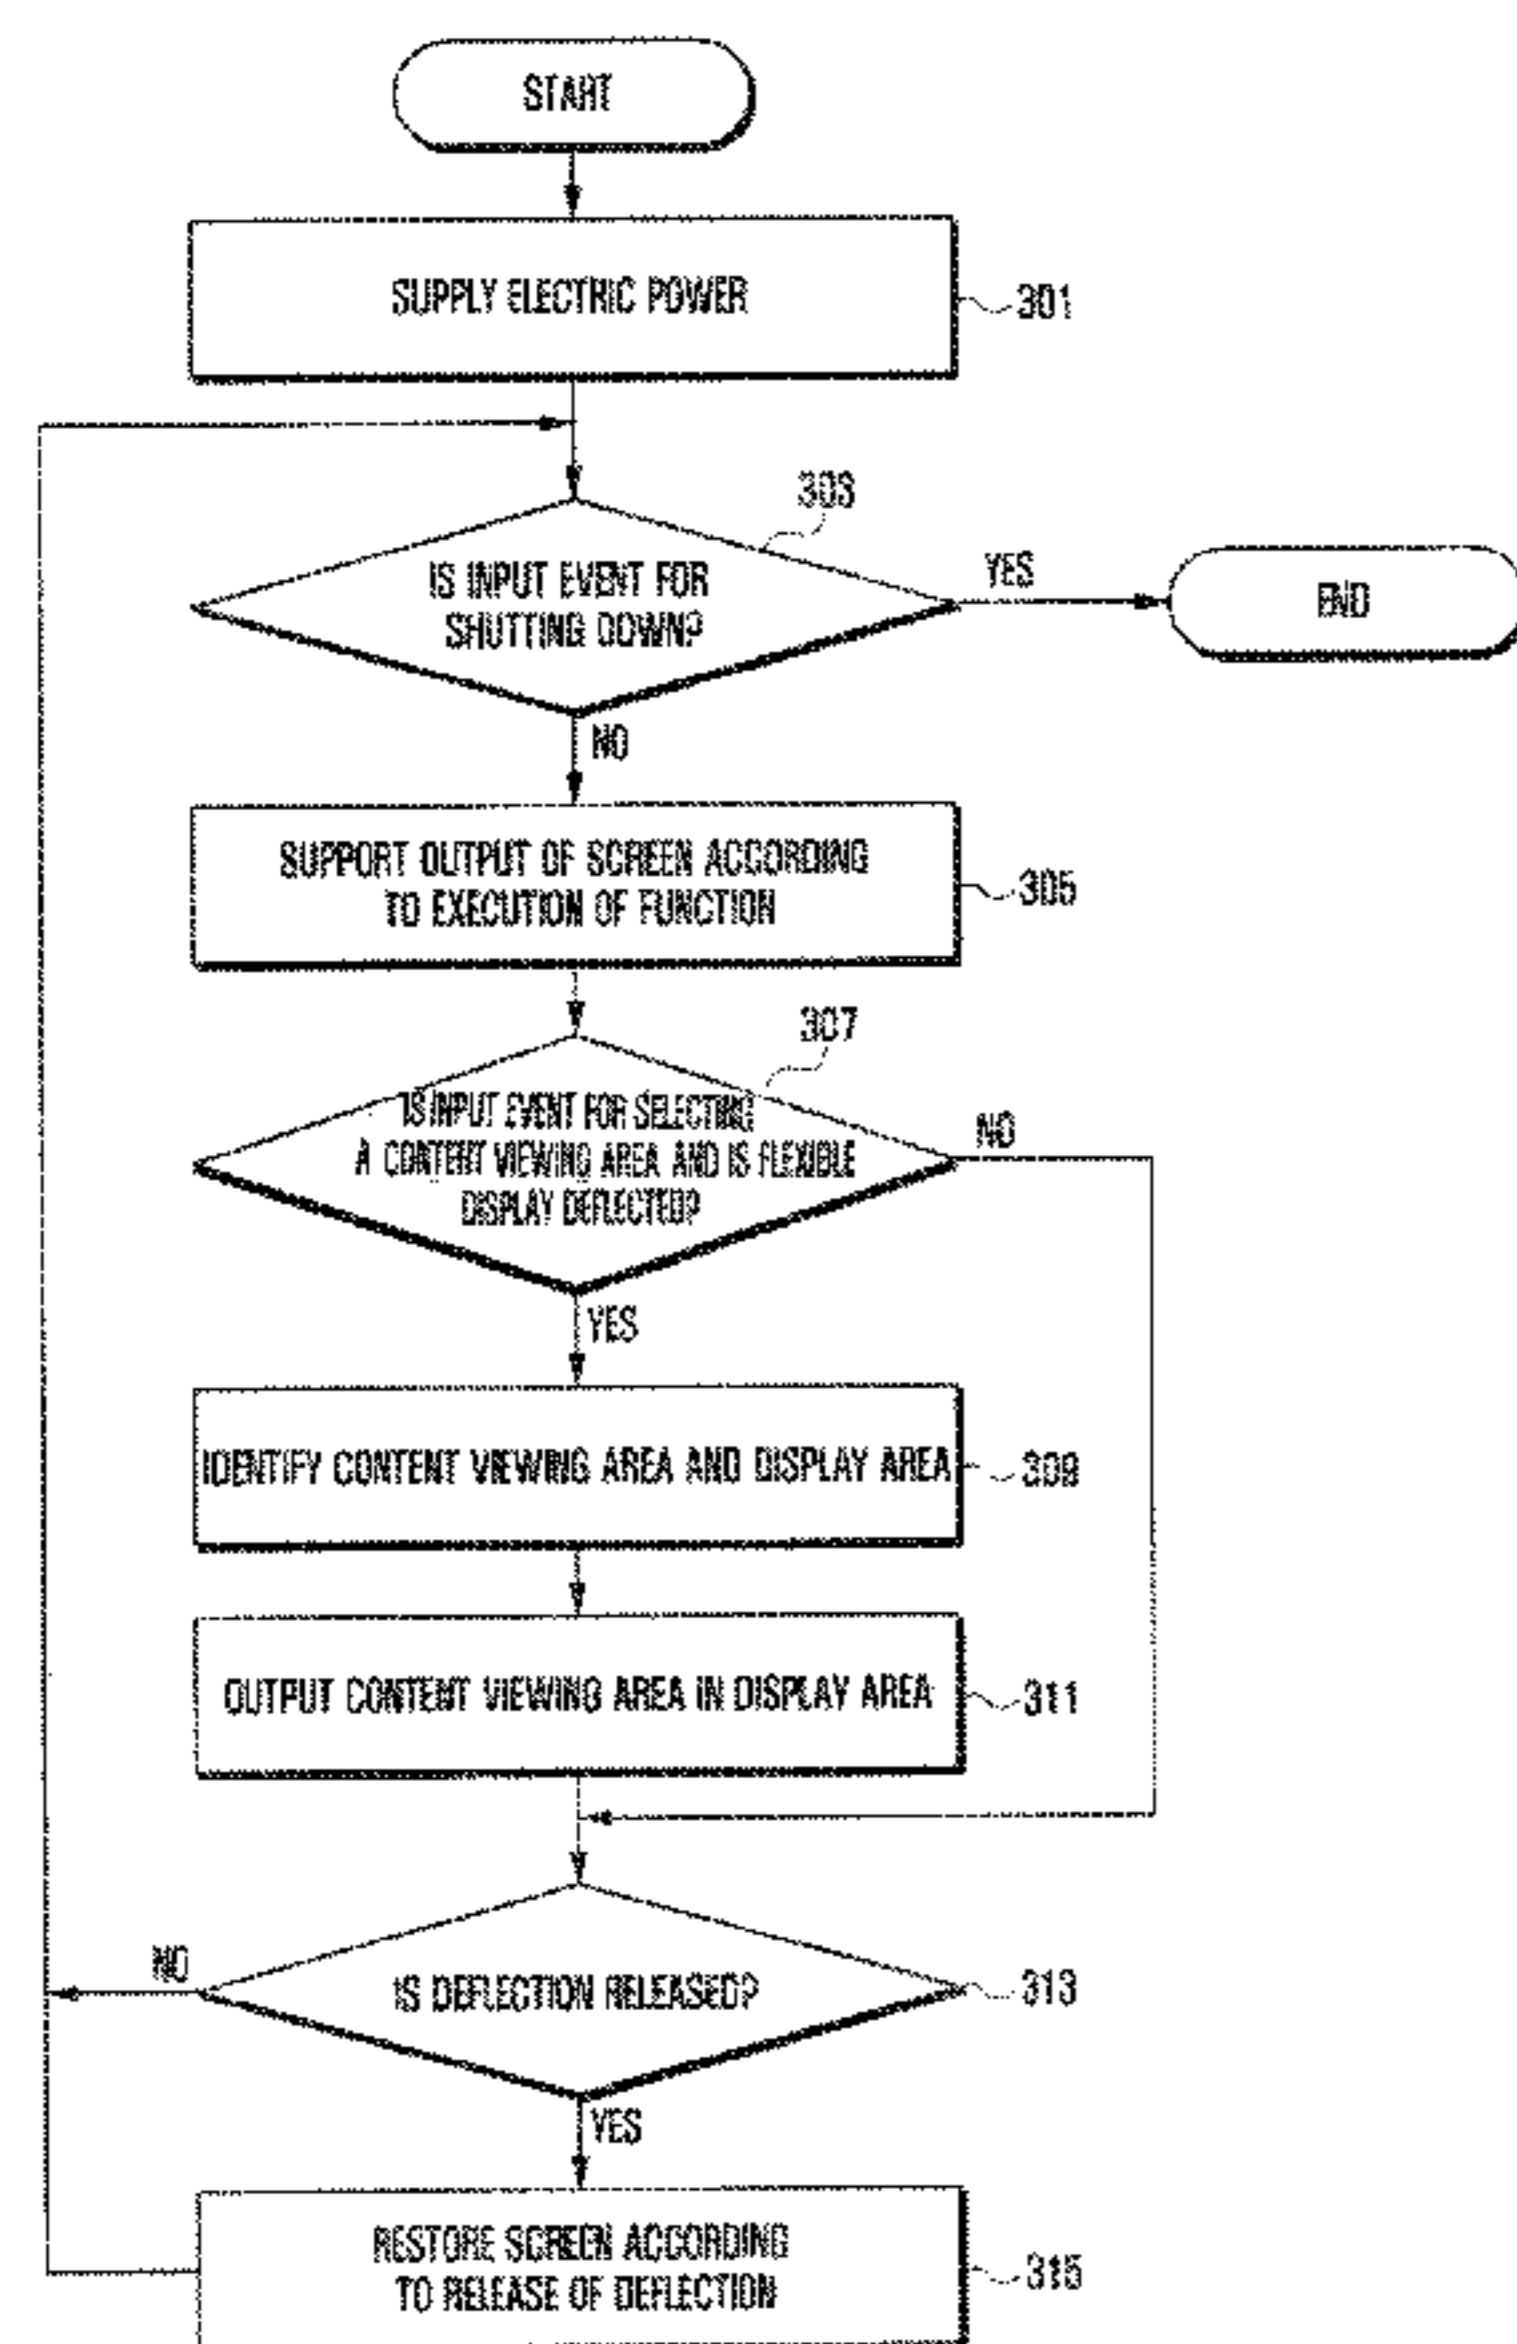 START
SUPPLY ELECTRIC POWER
301
303
IS INPUT EVENT FOR
SHUTTING DOWN?
YES
END
NO
SUPPORT OUTPUT OF SCREEN ACCORDING
TO EXECUTION OF FUNCTION
305
307
IS INPUT EVENT FOR SELECTING
A CONTENT VIEWING AREA AND IS FLEXIBLE
DISPLAY DEFLECTED?
NO
YES
IDENTIFY CONTENT VIEWING AREA AND DISPLAY AREA
309
OUTPUT CONTENT VIEWING AREA IN DISPLAY AREA
311
NO
IS DEFLECTION RELEASED?
313
YES
RESTORE SCREEN ACCORDING
TO RELEASE OF DEFLECTION
315